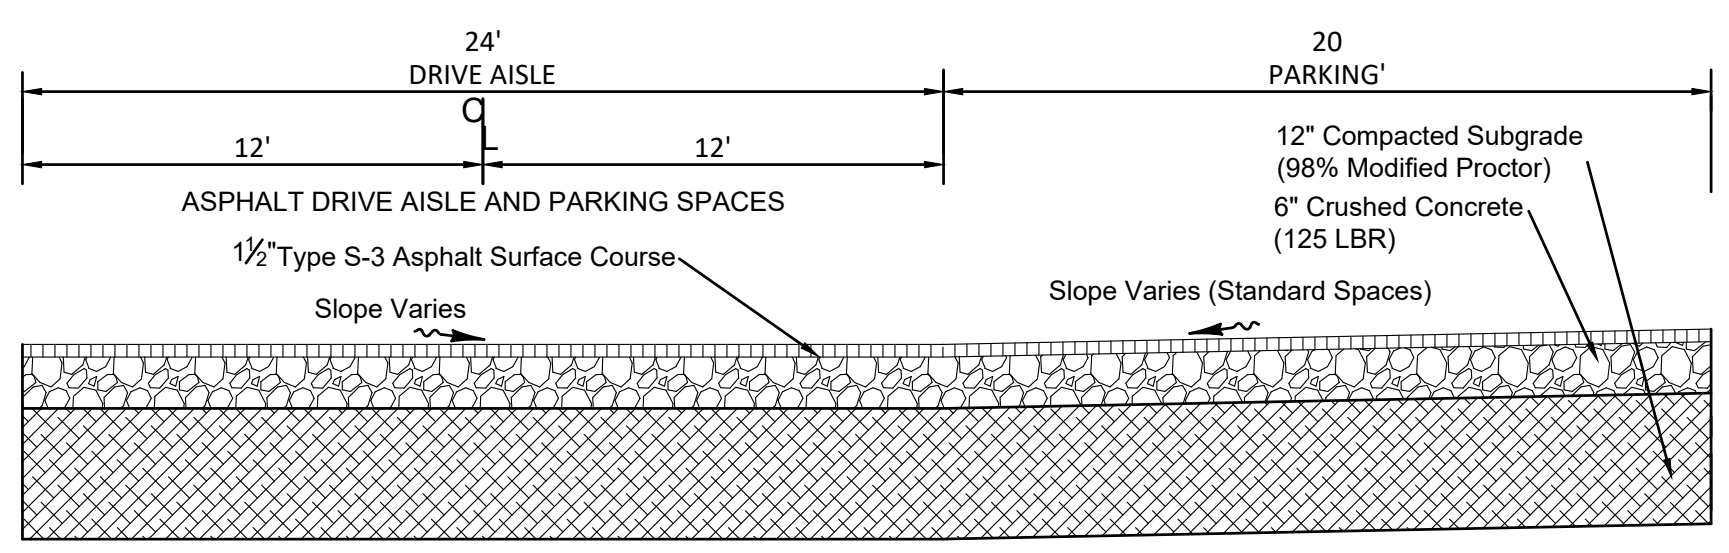 24'
DRIVE AISLE
20
PARKING'
C
L
12'
12'
12" Compacted Subgrade
(98% Modified Proctor)
ASPHALT DRIVE AISLE AND PARKING SPACES
6" Crushed Concrete
(125 LBR)
1½"Type S-3 Asphalt Surface Course
Slope Varies (Standard Spaces)
Slope Varies